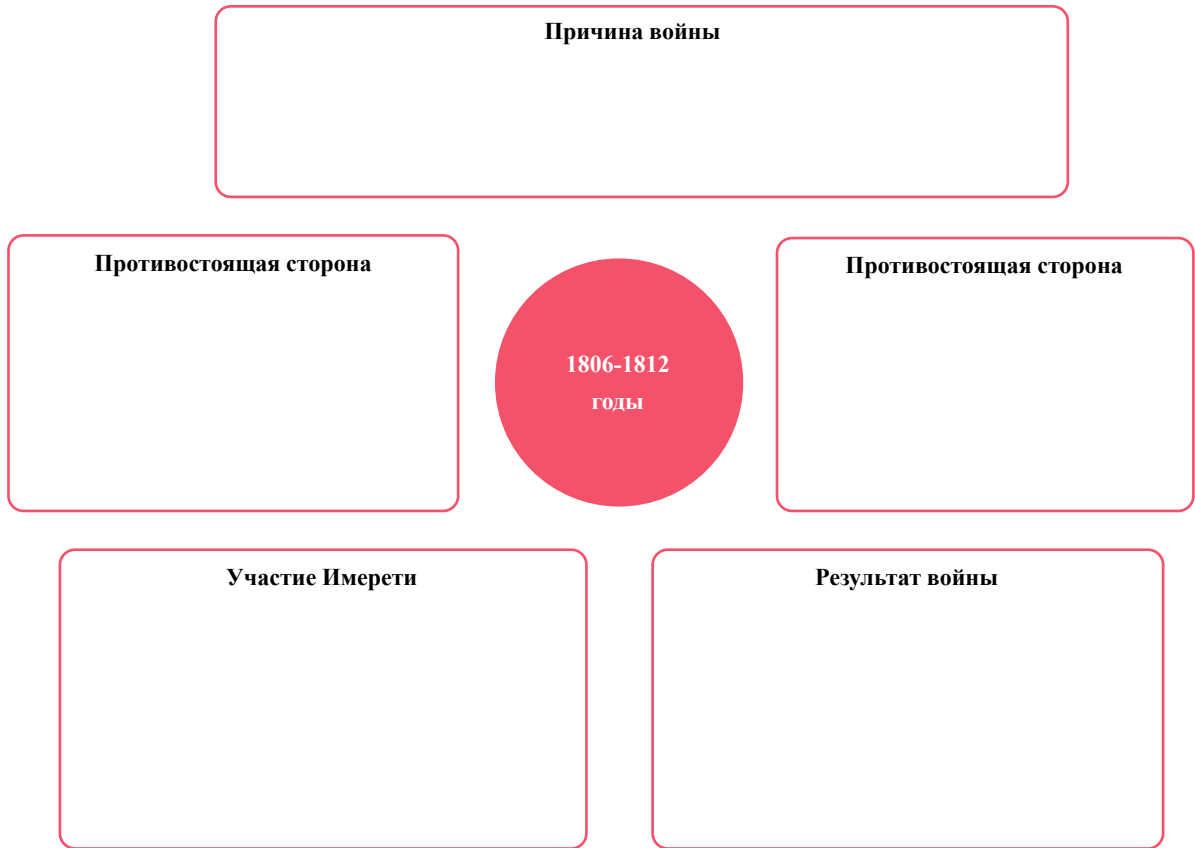 Причина войны
Противостоящая сторона
Противостоящая сторона
1806-1812
годы
Участие Имерети
Результат войны